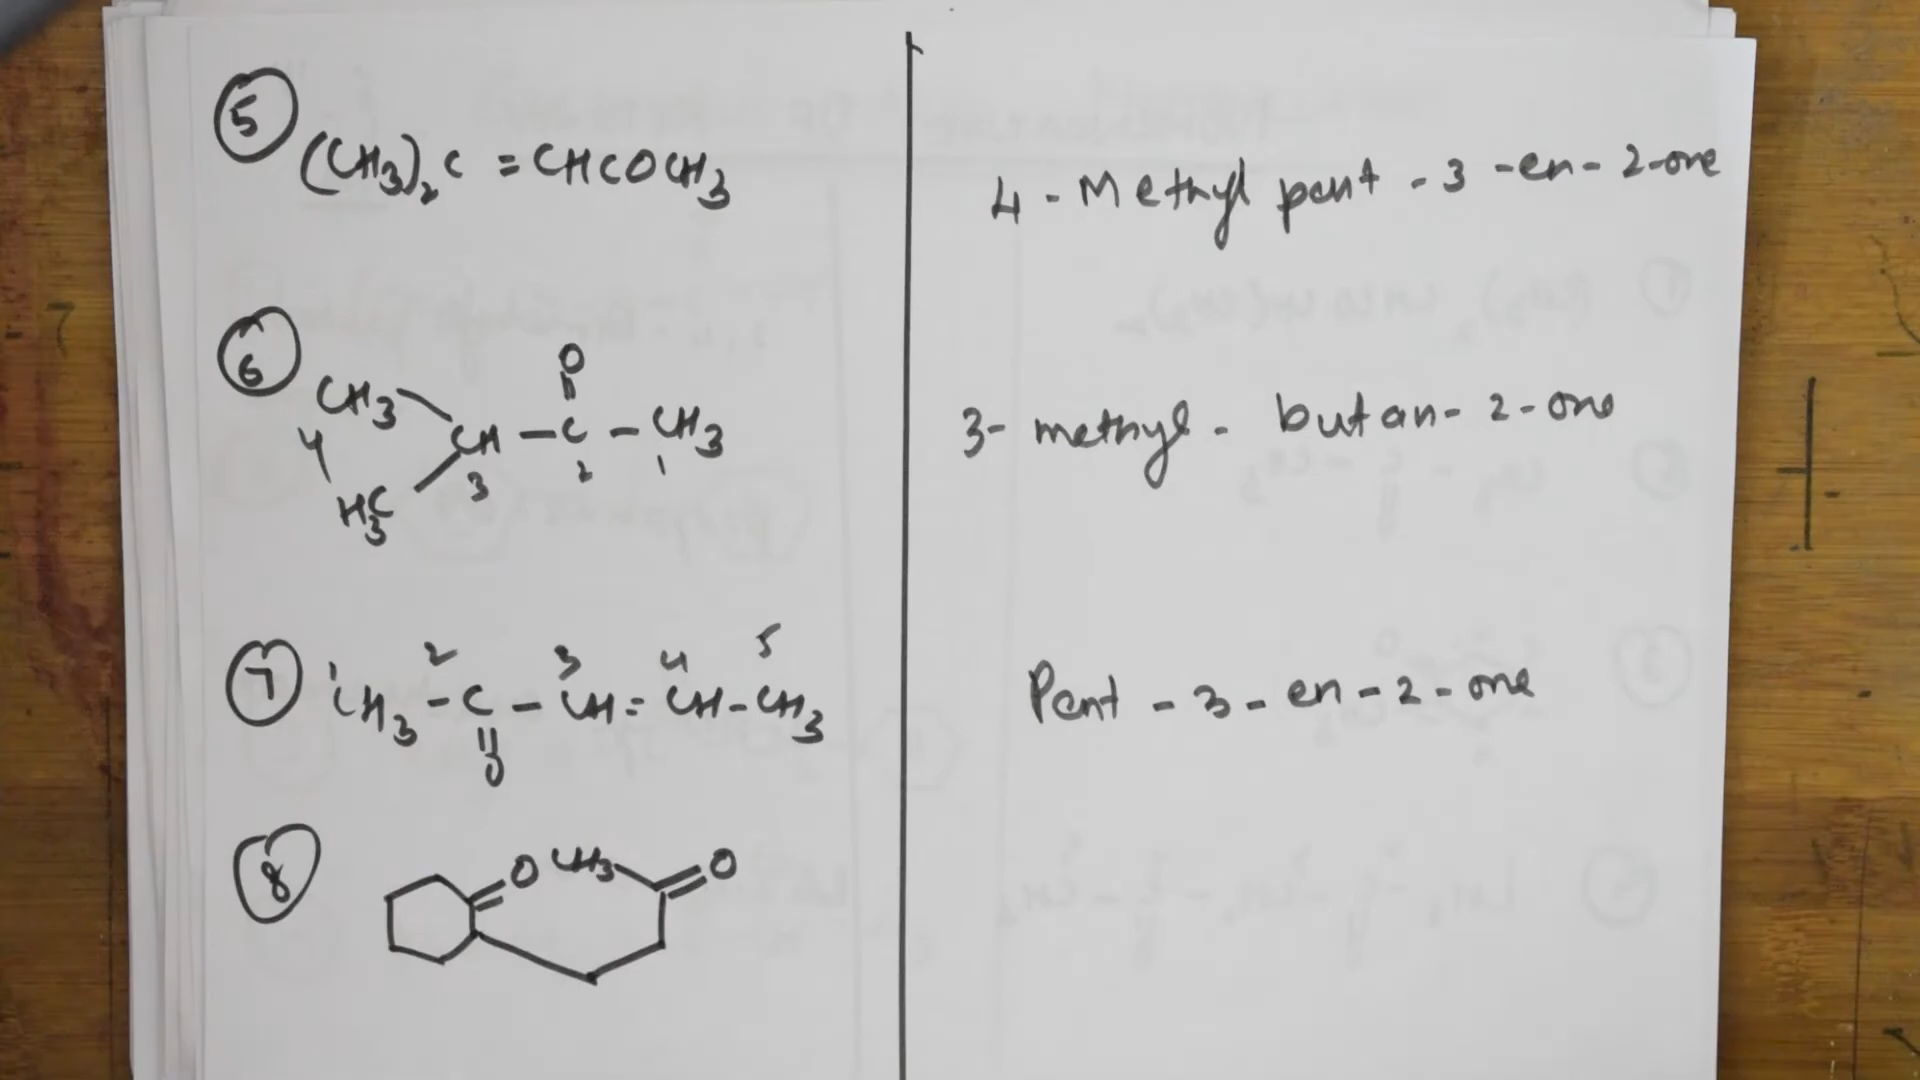 5
(CH3)2 C = CHCOCH3
4 - Methyl pent - 3 - en - 2-one
6
O
CH3
CH - C - CH3
4
3 2 1
H3C
3- methyl - butan - 2 - one
7
1 2 3 4 5
CH3 - C - CH = CH - CH3
O
Pent - 3 - en - 2 - one
8
O CH3 O